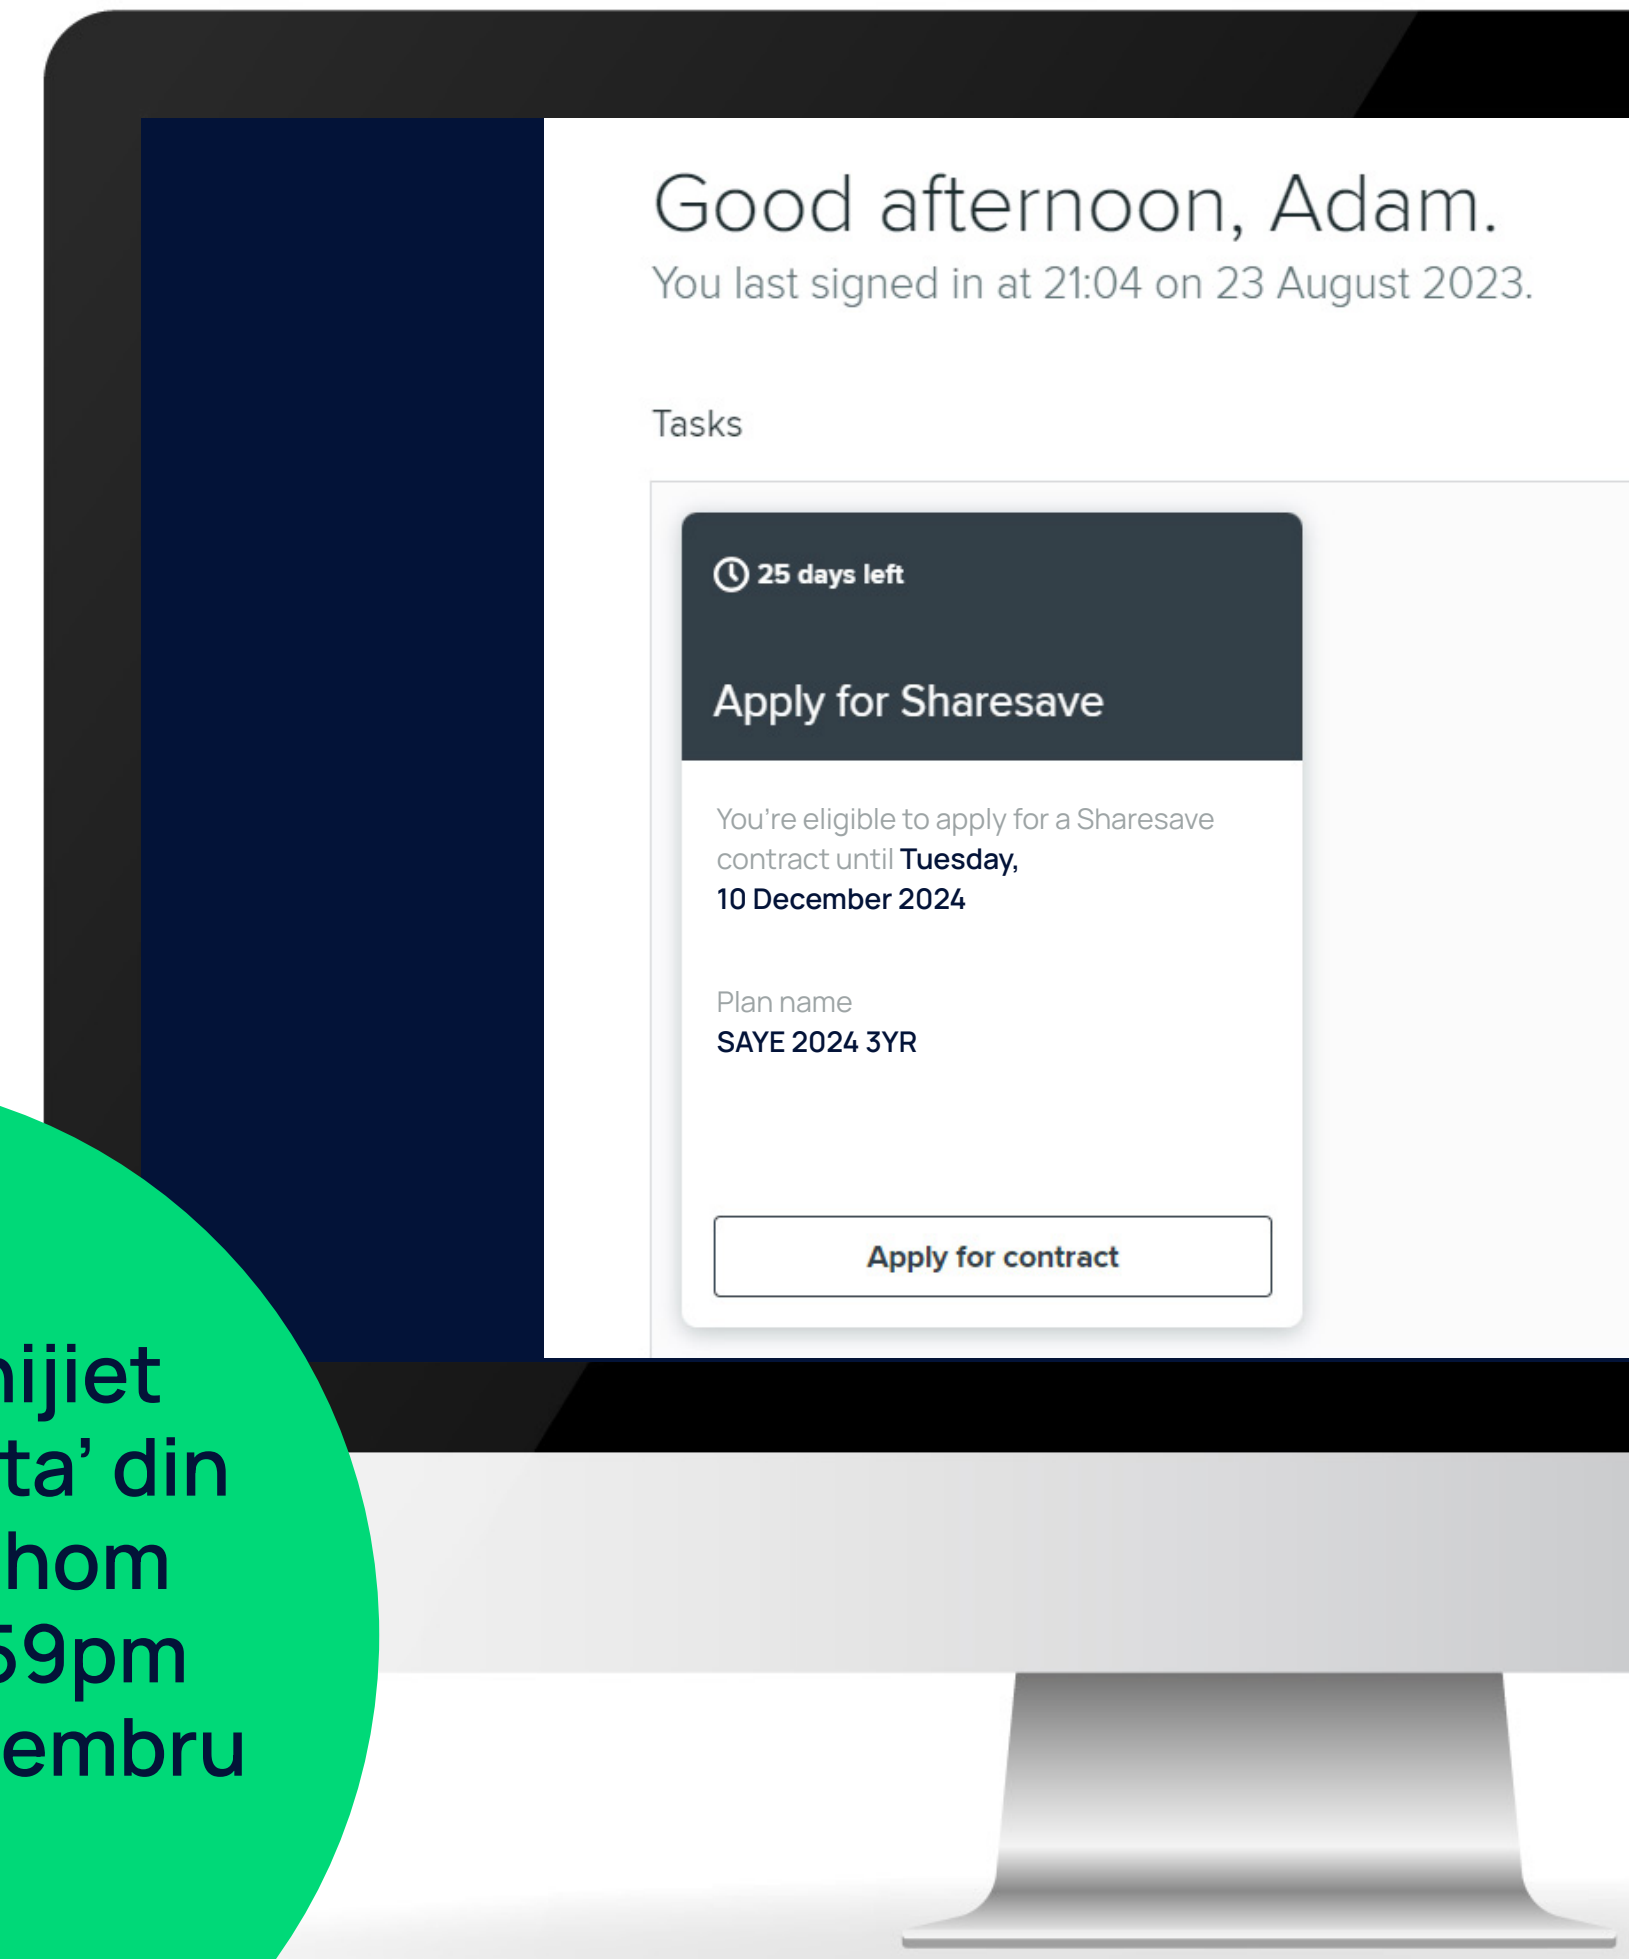 Good afternoon, Adam.
You last signed in at 21:04 on 23 August 2023.
Tasks
25 days left
Apply for Sharesave
You're eligible to apply for a Sharesave
contract until Tuesday,
10 December 2024
Plan name
SAYE 2024 3YR
Apply for contract
ta’ din
59pm